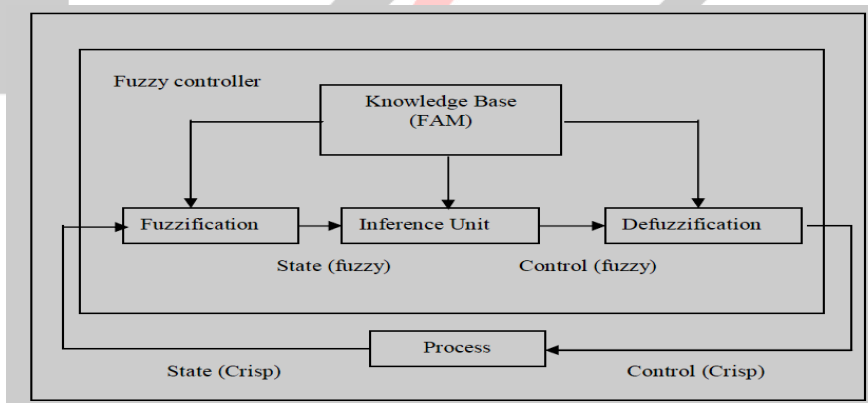 Fuzzy controller
Knowledge Base
(FAM)
Fuzzification
Inference Unit
Defuzzification
State (fuzzy)
Control (fuzzy)
Process
State (Crisp)
Control (Crisp)